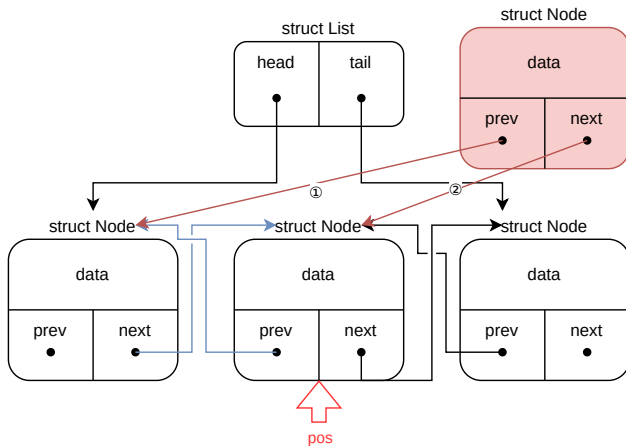 struct List
struct Node
head
tail
data
prev
next
①
②
struct Node
struct Node
struct Node
data
data
data
prev
next
prev
next
prev
next
pos